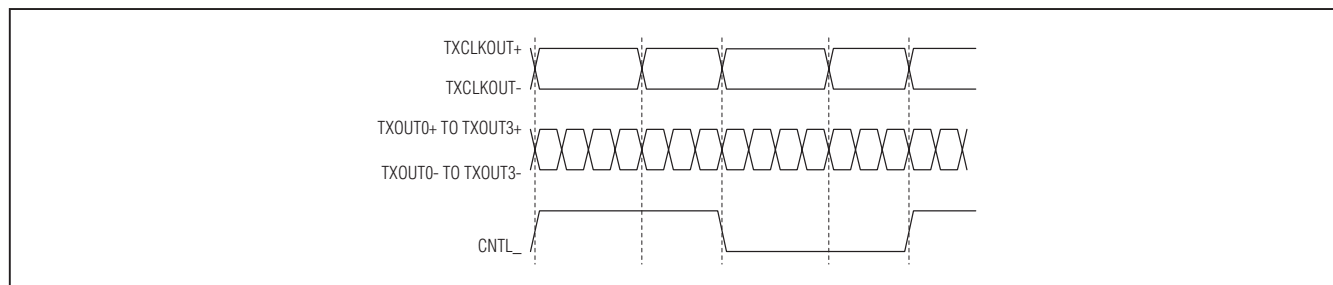 TXCLKOUT+
TXCLKOUT-
TXOUT0+ TO TXOUT3+
TXOUT0- TO TXOUT3-
CNTL_